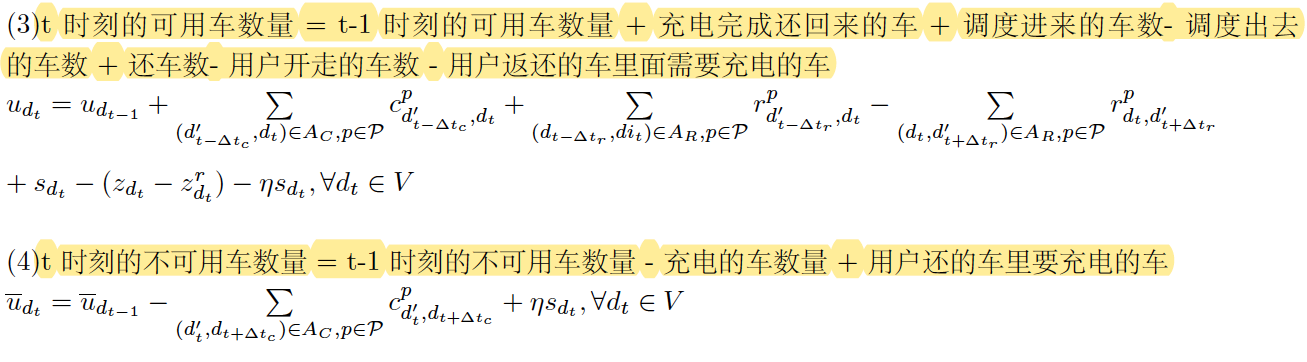 (3)t 时刻的可用车数量 = t-1 时刻的可用车数量 + 充电完成还回来的车 + 调度进来的车数- 调度出去
的车数 + 还车数- 用户开走的车数 - 用户返还的车里面需要充电的车
$u_{d_t} = u_{d_{t-1}} + \sum_{(d'_{t-\Delta t_c}, d_t) \in A_C, p \in \mathcal{P}} c^p_{d'_{t-\Delta t_c}, d_t} + \sum_{(d_{t-\Delta t_r}, di_t) \in A_R, p \in \mathcal{P}} r^p_{d'_{t-\Delta t_r}, d_t} - \sum_{(d_t, d'_{t+\Delta t_r}) \in A_R, p \in \mathcal{P}} r^p_{d_t, d'_{t+\Delta t_r}}$
$+ s_{d_t} - (z_{d_t} - z^r_{d_t}) - \eta s_{d_t}, \forall d_t \in V$
(4)t 时刻的不可用车数量 = t-1 时刻的不可用车数量 - 充电的车数量 + 用户还的车里要充电的车
$\overline{u}_{d_t} = \overline{u}_{d_{t-1}} - \sum_{(d'_t, d_{t+\Delta t_c}) \in A_C, p \in \mathcal{P}} c^p_{d'_t, d_{t+\Delta t_c}} + \eta s_{d_t}, \forall d_t \in V$